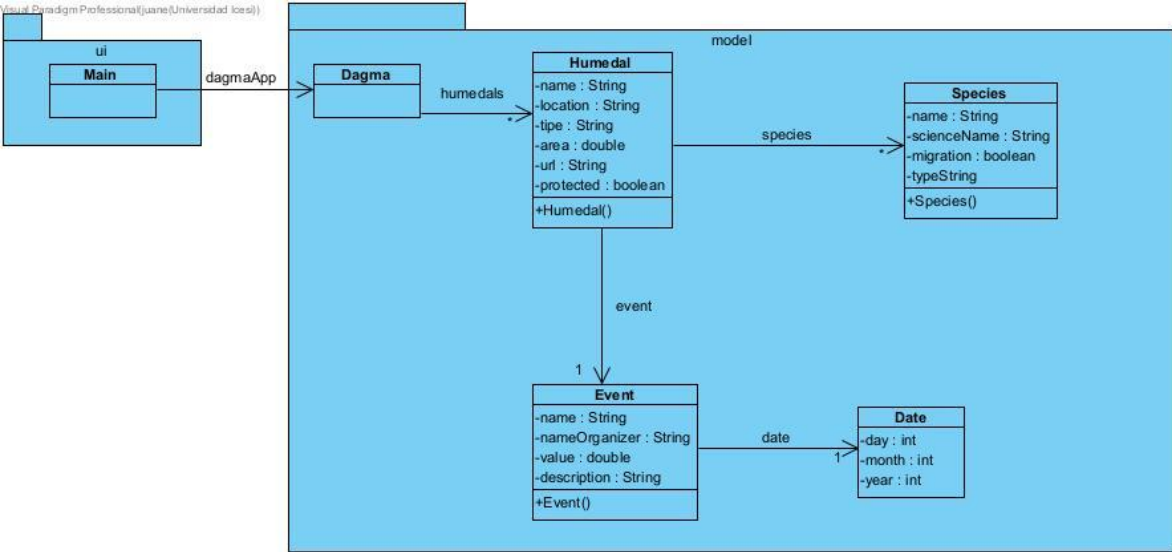 Visual Paradigm Professional(juane(Universidad Icesi))
ui
Main
dagmaApp
model
Dagma
humedals
*
Humedal
-name : String
-location : String
-tipe : String
-area : double
-url : String
-protected : boolean
+Humedal()
species
*
Species
-name : String
-scienceName : String
-migration : boolean
-typeString
+Species()
event
1
Event
-name : String
-nameOrganizer : String
-value : double
-description : String
+Event()
date
1
Date
-day : int
-month : int
-year : int